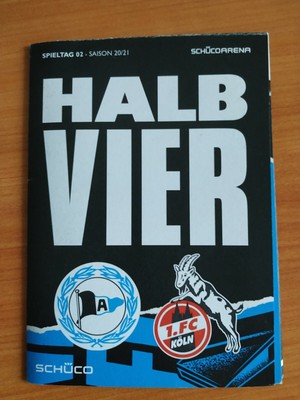 SPIELTAG 02 - SAISON 20/21
SCHÜCOARENA
HALB
VIER
A
1.FC
KÖLN
SCHÜCO